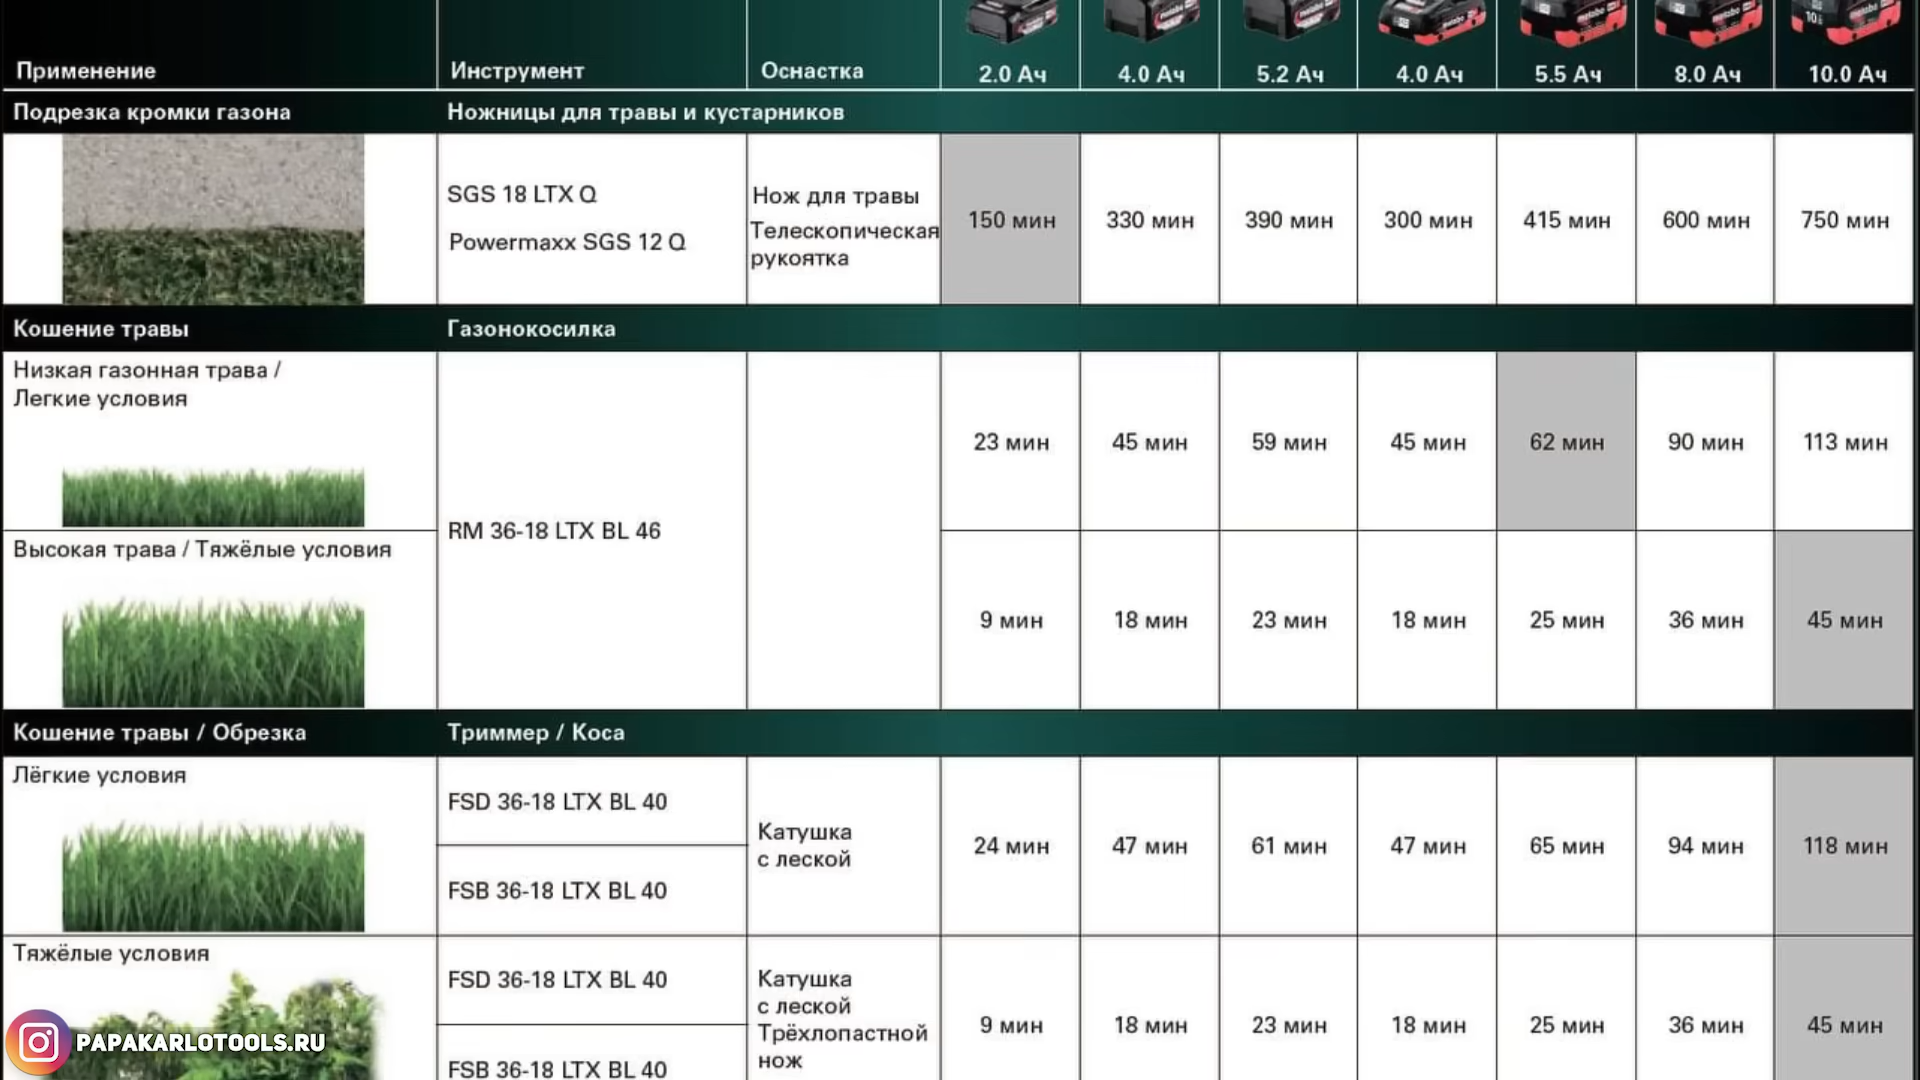 Применение Инструмент Оснастка 2.0 Ач 4.0 Ач 5.2 Ач 4.0 Ач 5.5 Ач 8.0 Ач 10.0 Ач
Подрезка кромки газона Ножницы для травы и кустарников
SGS 18 LTX Q
Powermaxx SGS 12 Q
Нож для травы
Телескопическая
рукоятка
150 мин 330 мин 390 мин 300 мин 415 мин 600 мин 750 мин
Кошение травы Газонокосилка
Низкая газонная трава /
Легкие условия
23 мин 45 мин 59 мин 45 мин 62 мин 90 мин 113 мин
RM 36-18 LTX BL 46
Высокая трава / Тяжёлые условия
9 мин 18 мин 23 мин 18 мин 25 мин 36 мин 45 мин
Кошение травы / Обрезка Триммер / Коса
Лёгкие условия
FSD 36-18 LTX BL 40
FSB 36-18 LTX BL 40
Катушка
с леской
24 мин 47 мин 61 мин 47 мин 65 мин 94 мин 118 мин
Тяжёлые условия
FSD 36-18 LTX BL 40
FSB 36-18 LTX BL 40
Катушка
с леской
Трёхлопастной
нож
9 мин 18 мин 23 мин 18 мин 25 мин 36 мин 45 мин
PAPAKARLOTOOLS.RU